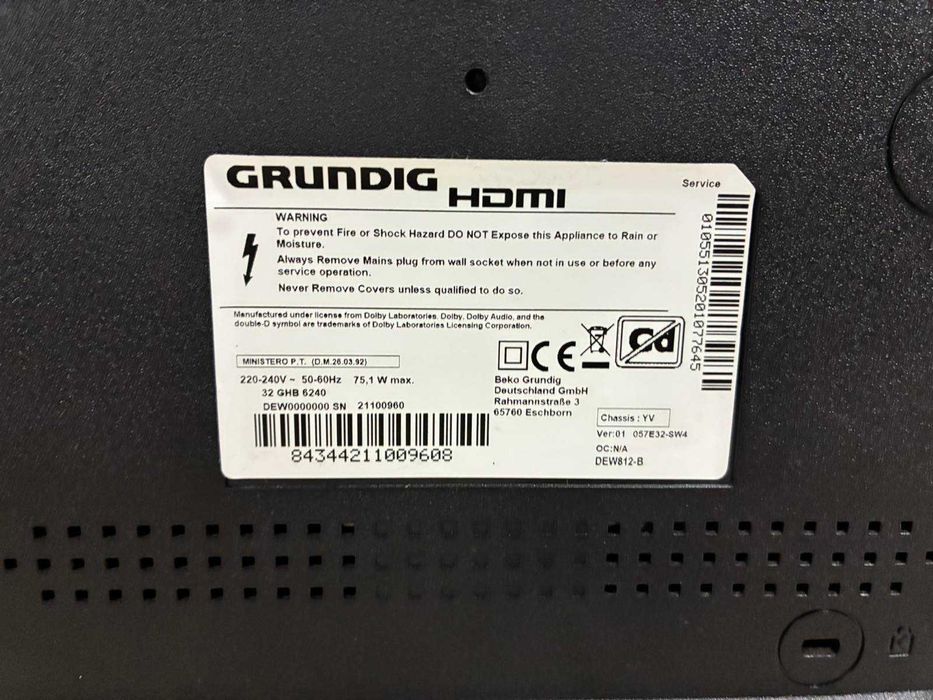 GRUNDIG
HDMI
Service
WARNING
To prevent Fire or Shock Hazard DO NOT Expose this Appliance to Rain or
Moisture.
Always Remove Mains plug from wall socket when not in use or before any
service operation.
Never Remove Covers unless qualified to do so.
010551305201077645
Manufactured under license from Dolby Laboratories. Dolby, Dolby Audio, and the
double-D symbol are trademarks of Dolby Laboratories Licensing Corporation.
CE
Cd
MINISTERO P.T. (D.M.26.03.92)
220-240V ~ 50-60Hz 75,1 W max.
32 GHB 6240
DEW0000000 SN 21100960
84344211009608
Beko Grundig
Deutschland GmbH
Rahmannstraße 3
65760 Eschborn
Chassis : YV
Ver:01 057E32-SW4
OC:N/A
DEW812-B